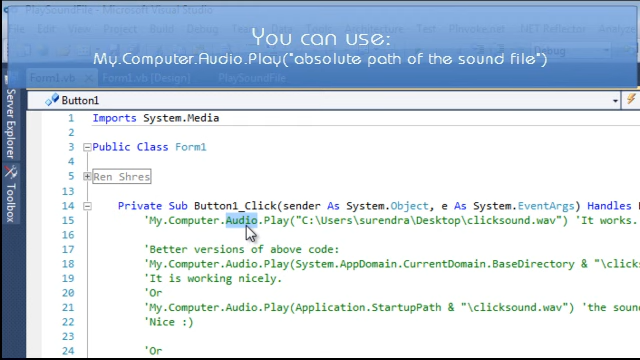 PlaySoundFile - Microsoft Visual Studio
You can use:
My.Computer.Audio.Play("absolute path of the sound file")
Form1.vb Form1.vb [Design] PlaySoundFile
Server Explorer
Toolbox
Button1
1 Imports System.Media
2
3 Public Class Form1
4
5 Ren Shres
13
14 Private Sub Button1_Click(sender As System.Object, e As System.EventArgs) Handles
15 'My.Computer.Audio.Play("C:\Users\surendra\Desktop\clicksound.wav") 'It works.
16
17 'Better versions of above code:
18 'My.Computer.Audio.Play(System.AppDomain.CurrentDomain.BaseDirectory & "\clicks
19 'It is working nicely.
20 'Or
21 'My.Computer.Audio.Play(Application.StartupPath & "\clicksound.wav") 'the soun
22 'Nice :)
23
24 'Or